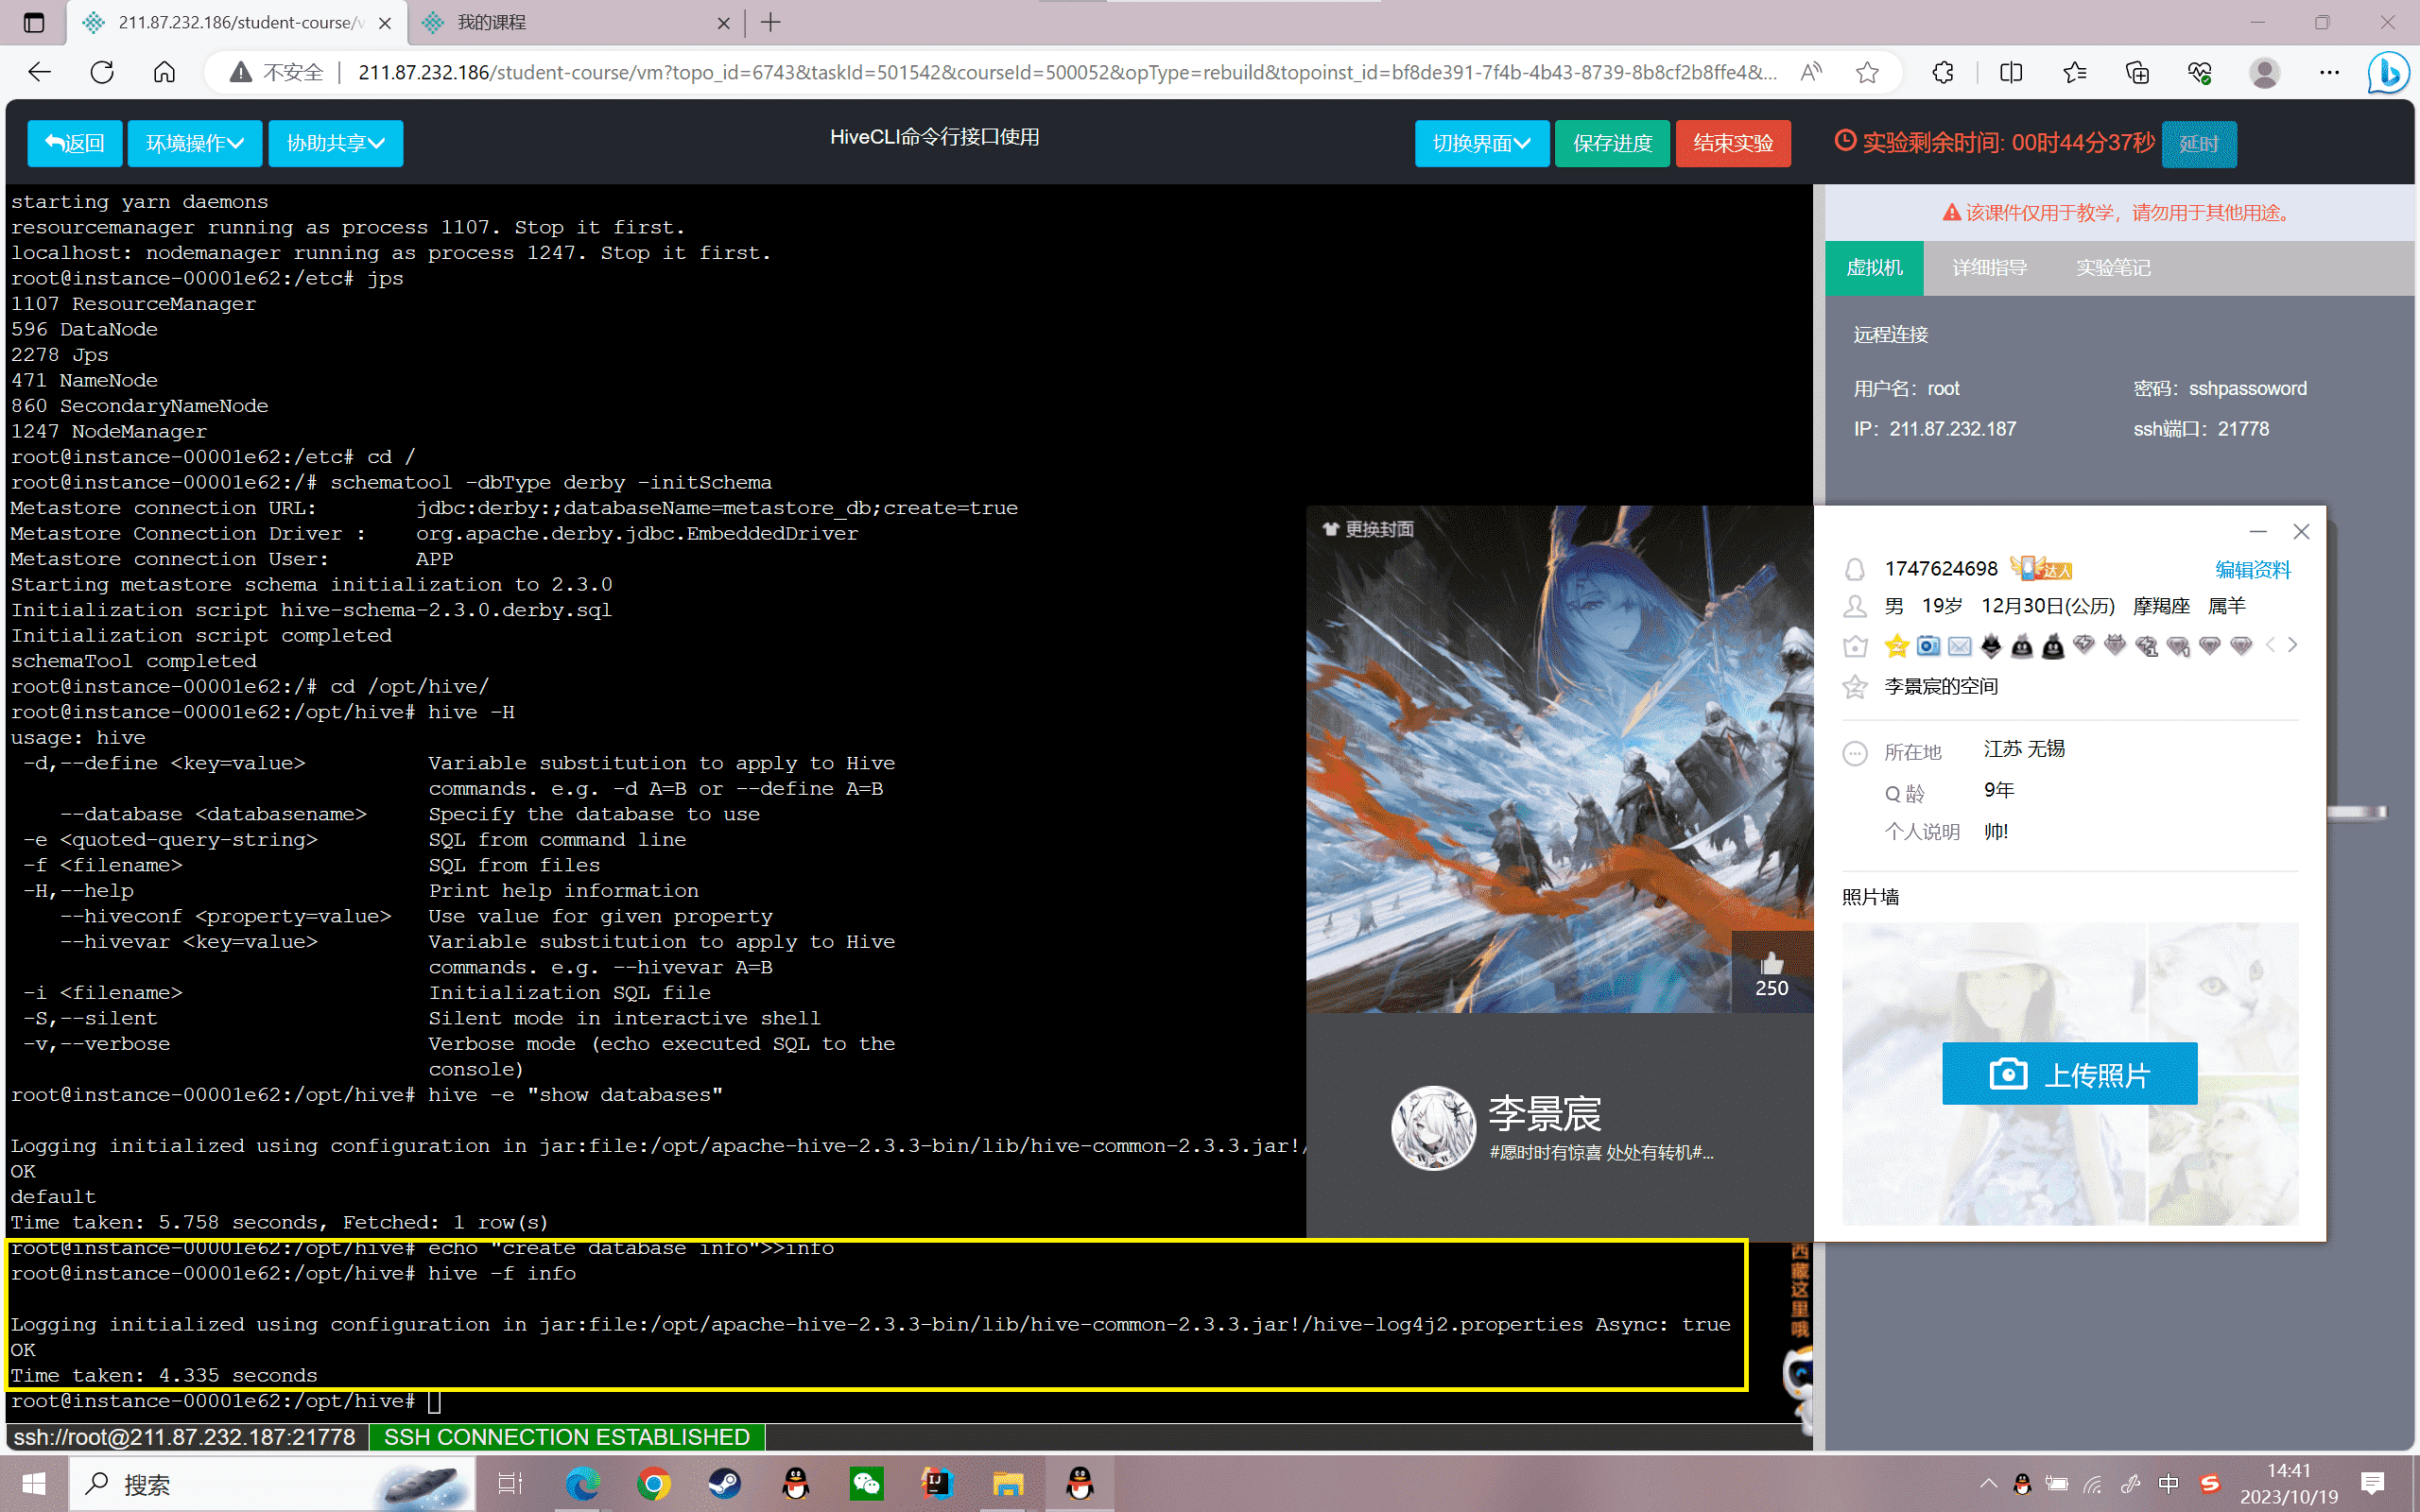 211.87.232.186/student-course/v
我的课程
不安全
211.87.232.186/student-course/vm?topo_id=6743&taskId=501542&courseId=500052&opType=rebuild&topoinst_id=bf8de391-7f4b-4b43-8739-8b8cf2b8ffe4&...
返回
环境操作
协助共享
HiveCLI命令行接口使用
切换界面
保存进度
结束实验
实验剩余时间: 00时44分37秒
延时
starting yarn daemons
resourcemanager running as process 1107. Stop it first.
localhost: nodemanager running as process 1247. Stop it first.
root@instance-00001e62:/etc# jps
1107 ResourceManager
596 DataNode
2278 Jps
471 NameNode
860 SecondaryNameNode
1247 NodeManager
root@instance-00001e62:/etc# cd /
root@instance-00001e62:/# schematool -dbType derby -initSchema
Metastore connection URL: jdbc:derby:;databaseName=metastore_db;create=true
Metastore Connection Driver : org.apache.derby.jdbc.EmbeddedDriver
Metastore connection User: APP
Starting metastore schema initialization to 2.3.0
Initialization script hive-schema-2.3.0.derby.sql
Initialization script completed
schemaTool completed
root@instance-00001e62:/# cd /opt/hive/
root@instance-00001e62:/opt/hive# hive -H
usage: hive
-d,--define <key=value> Variable substitution to apply to Hive
commands. e.g. -d A=B or --define A=B
--database <databasename> Specify the database to use
-e <quoted-query-string> SQL from command line
-f <filename> SQL from files
-H,--help Print help information
--hiveconf <property=value> Use value for given property
--hivevar <key=value> Variable substitution to apply to Hive
commands. e.g. --hivevar A=B
-i <filename> Initialization SQL file
-S,--silent Silent mode in interactive shell
-v,--verbose Verbose mode (echo executed SQL to the
console)
root@instance-00001e62:/opt/hive# hive -e "show databases"
Logging initialized using configuration in jar:file:/opt/apache-hive-2.3.3-bin/lib/hive-common-2.3.3.jar!/
OK
default
Time taken: 5.758 seconds, Fetched: 1 row(s)
root@instance-00001e62:/opt/hive# echo "create database info">>info
root@instance-00001e62:/opt/hive# hive -f info
Logging initialized using configuration in jar:file:/opt/apache-hive-2.3.3-bin/lib/hive-common-2.3.3.jar!/hive-log4j2.properties Async: true
OK
Time taken: 4.335 seconds
root@instance-00001e62:/opt/hive#
ssh://root@211.87.232.187:21778
SSH CONNECTION ESTABLISHED
该课件仅用于教学，请勿用于其他用途。
虚拟机
详细指导
实验笔记
远程连接
用户名：root
密码：sshpassoword
IP：211.87.232.187
ssh端口：21778
更换封面
250
李景宸
#愿时时有惊喜 处处有转机#...
1747624698
达人
编辑资料
男 19岁 12月30日(公历) 摩羯座 属羊
李景宸的空间
所在地 江苏 无锡
Q 龄 9年
个人说明 帅!
照片墙
上传照片
西藏这里哦
搜索
中
14:41
2023/10/19